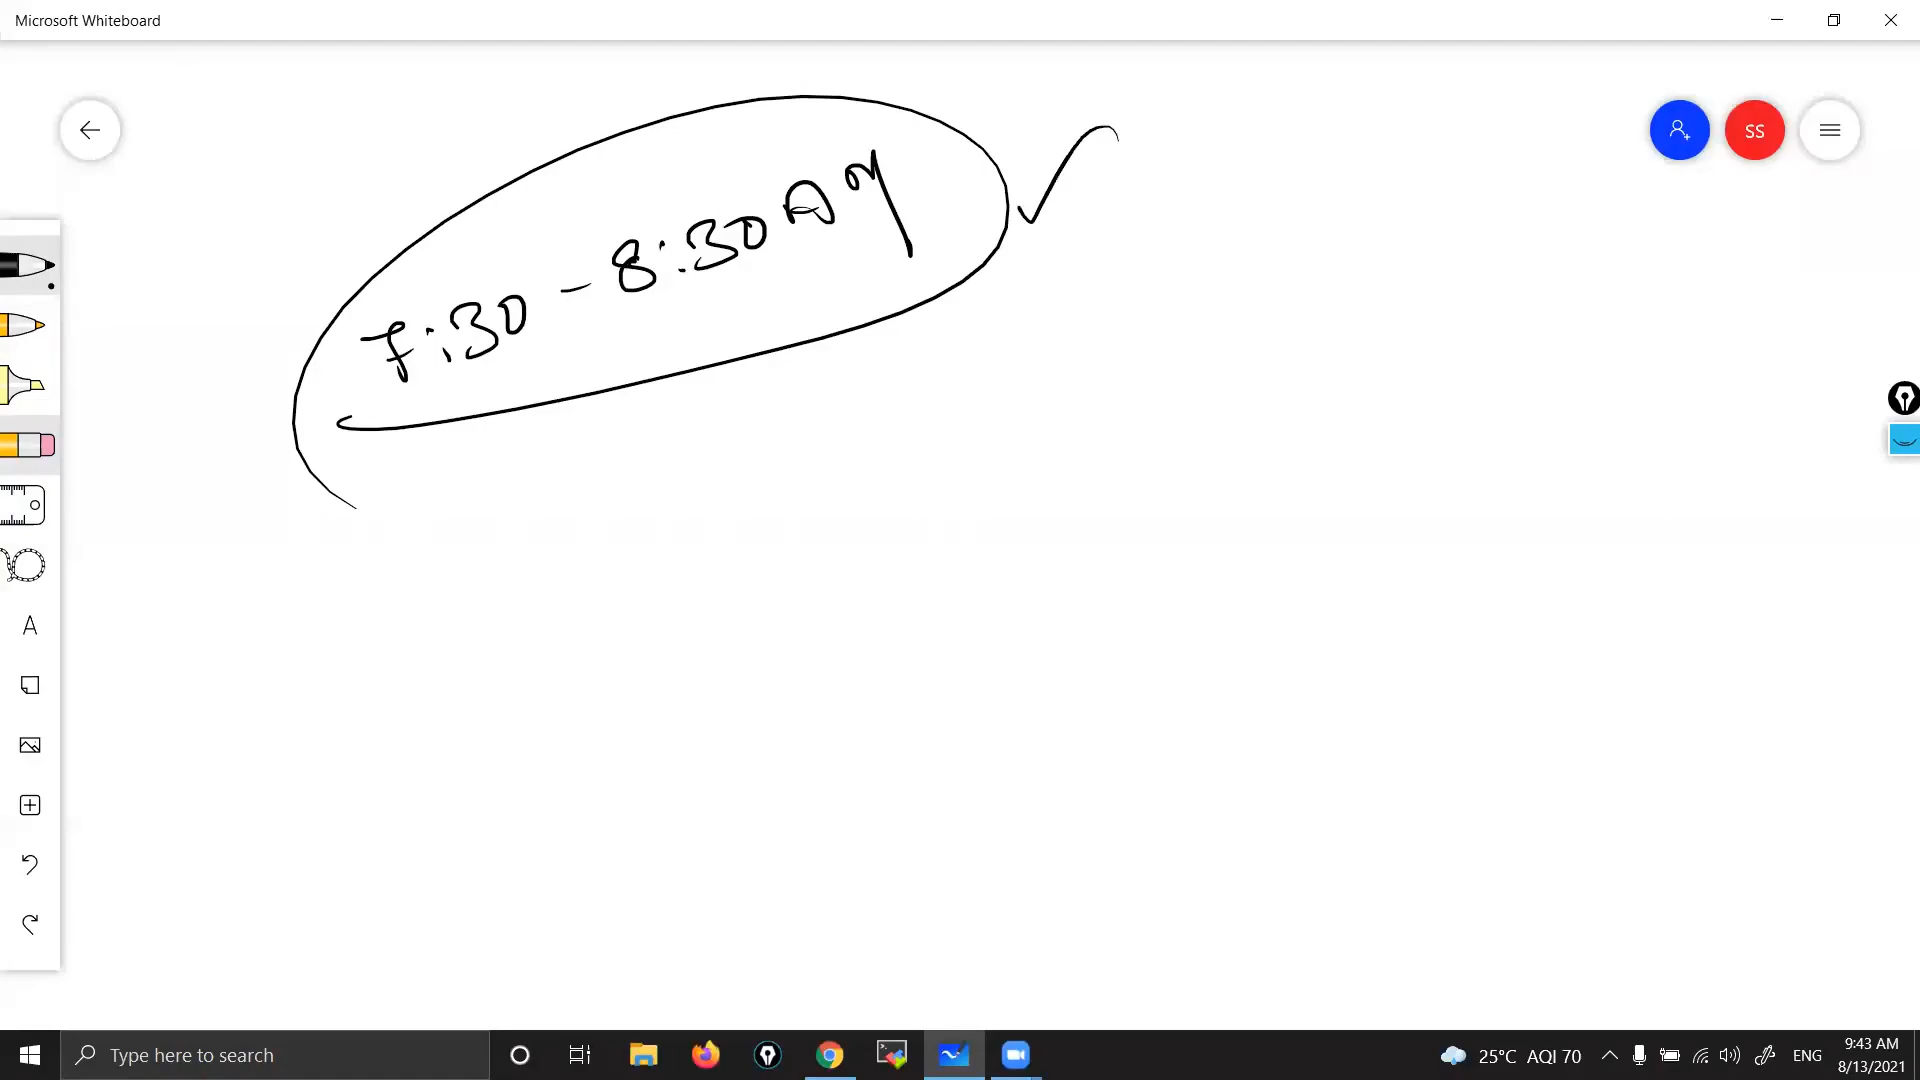 Microsoft Whiteboard
SS
7:30 - 8:30 AM
A
Type here to search
25°C AQI 70
ENG
9:43 AM
8/13/2021